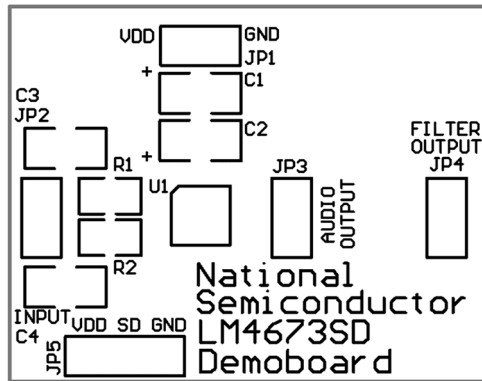 VDD
GND
JP1
+
C1
C2
+
C3
JP2
R1
U1
R2
JP3
AUDIO
OUTPUT
FILTER
OUTPUT
JP4
INPUT
C4
VDD SD GND
JP5
National
Semiconductor
LM4673SD
Demoboard